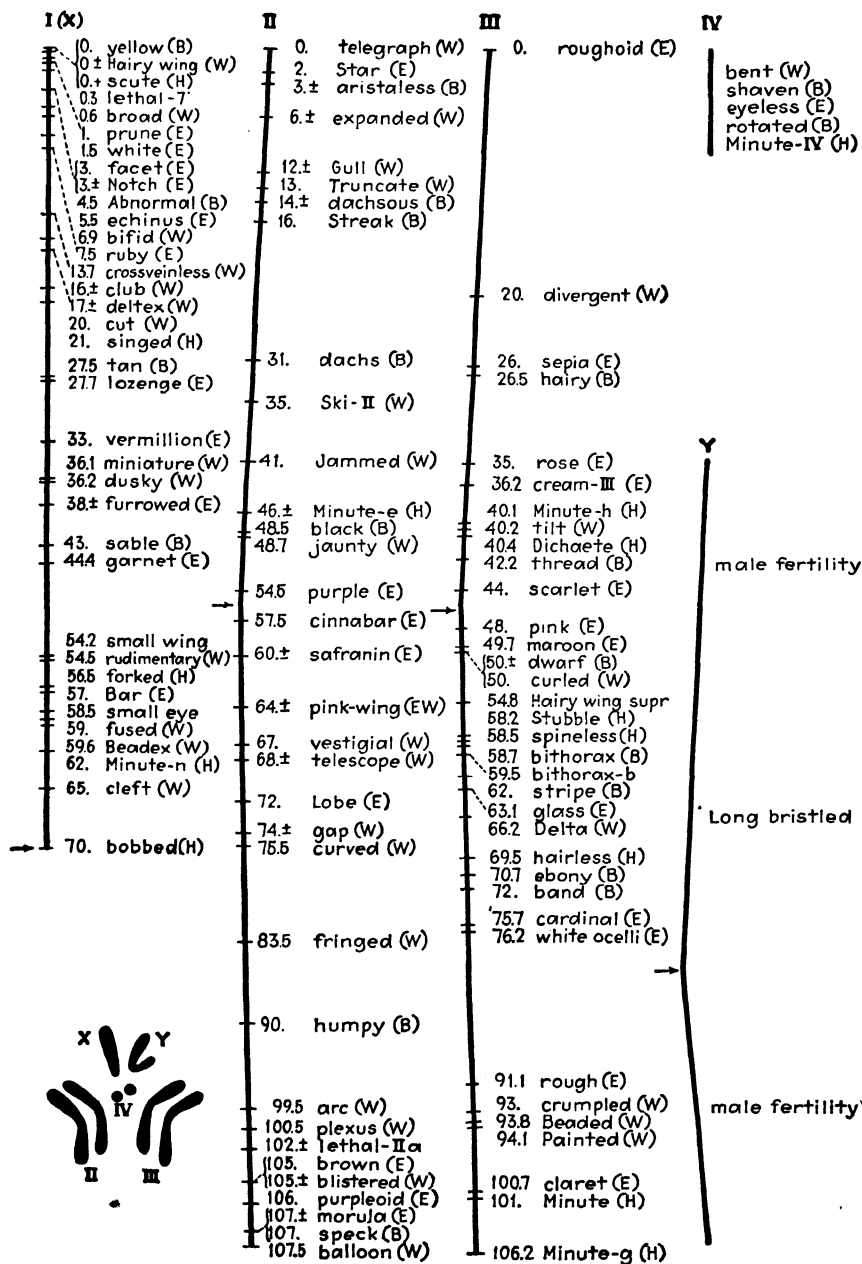 I (X)
0. yellow (B)
0± Hairy wing (W)
0.+ scute (H)
0.3 lethal-7
0.6 broad (W)
1. prune (E)
1.5 white (E)
3. facet (E)
3.± Notch (E)
4.5 Abnormal (B)
5.5 echinus (E)
6.9 bifid (W)
7.5 ruby (E)
13.7 crossveinless (W)
16.± club (W)
17.± deltex (W)
20. cut (W)
21. singed (H)
27.5 tan (B)
27.7 lozenge (E)
33. vermillion (E)
36.1 miniature (W)
36.2 dusky (W)
38.± furrowed (E)
43. sable (B)
44.4 garnet (E)
54.2 small wing
54.5 rudimentary (W)
56.5 forked (H)
57. Bar (E)
58.5 small eye
59. fused (W)
59.6 Beadex (W)
62. Minute-n (H)
65. cleft (W)
70. bobbed (H)
X Y
IV
II III
II
0. telegraph (W)
2. Star (E)
3.± aristaless (B)
6.± expanded (W)
12.± Gull (W)
13. Truncate (W)
14.± dachsous (B)
16. Streak (B)
31. dachs (B)
35. Ski-II (W)
41. Jammed (W)
46.± Minute-e (H)
48.5 black (B)
48.7 jaunty (W)
54.5 purple (E)
57.5 cinnabar (E)
60.± safranin (E)
64.± pink-wing (EW)
67. vestigial (W)
68.± telescope (W)
72. Lobe (E)
74.± gap (W)
75.5 curved (W)
83.5 fringed (W)
90. humpy (B)
99.5 arc (W)
100.5 plexus (W)
102.± lethal-IIa
105. brown (E)
105.± blistered (W)
106. purpleoid (E)
107.± morula (E)
107. speck (B)
107.5 balloon (W)
III
0. roughoid (E)
20. divergent (W)
26. sepia (E)
26.5 hairy (B)
35. rose (E)
36.2 cream-III (E)
40.1 Minute-h (H)
40.2 tilt (W)
40.4 Dichaete (H)
42.2 thread (B)
44. scarlet (E)
48. pink (E)
49.7 maroon (E)
50.± dwarf (B)
50. curled (W)
54.8 Hairy wing supr
58.2 Stubble (H)
58.5 spineless (H)
58.7 bithorax (B)
59.5 bithorax-b
62. stripe (B)
63.1 glass (E)
66.2 Delta (W)
69.5 hairless (H)
70.7 ebony (B)
72. band (B)
75.7 cardinal (E)
76.2 white ocelli (E)
91.1 rough (E)
93. crumpled (W)
93.8 Beaded (W)
94.1 Painted (W)
100.7 claret (E)
101. Minute (H)
106.2 Minute-g (H)
IV
bent (W)
shaven (B)
eyeless (E)
rotated (B)
Minute-IV (H)
Y
male fertility
Long bristled
male fertility